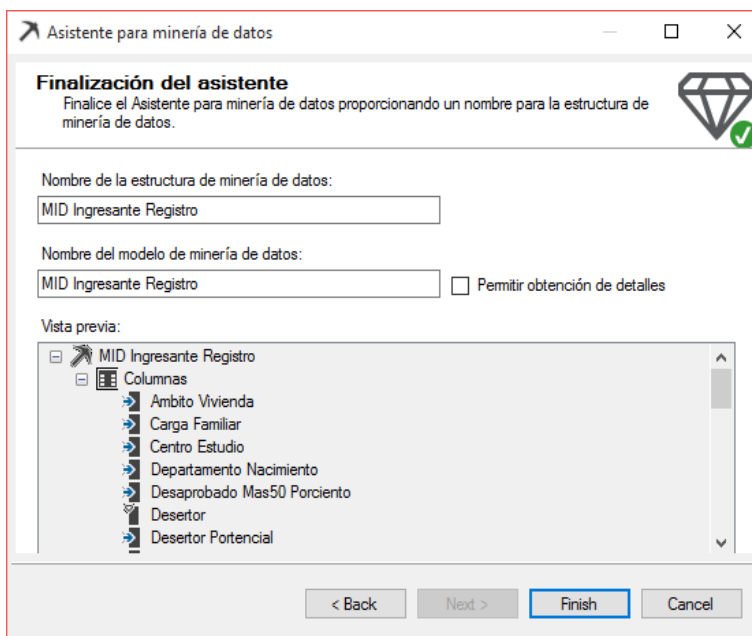 Asistente para minería de datos
Finalización del asistente
Finalice el Asistente para minería de datos proporcionando un nombre para la estructura de
minería de datos.
Nombre de la estructura de minería de datos:
MID Ingresante Registro
Nombre del modelo de minería de datos:
MID Ingresante Registro
Permitir obtención de detalles
Vista previa:
MID Ingresante Registro
Columnas
Ambito Vivienda
Carga Familiar
Centro Estudio
Departamento Nacimiento
Desaprobado Mas50 Porciento
Desertor
Desertor Portencial
< Back Next > Finish Cancel